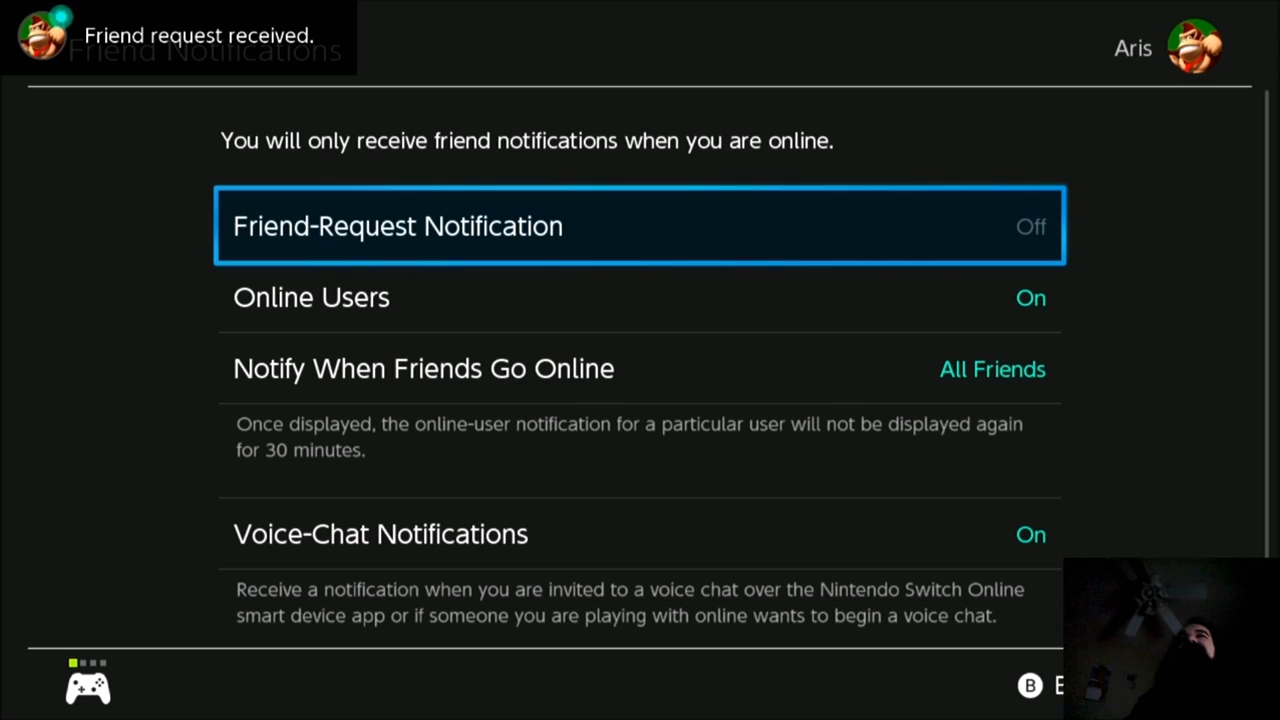 Friend request received.
Friend Notifications
Aris
You will only receive friend notifications when you are online.
Friend-Request Notification Off
Online Users On
Notify When Friends Go Online All Friends
Once displayed, the online-user notification for a particular user will not be displayed again
for 30 minutes.
Voice-Chat Notifications On
Receive a notification when you are invited to a voice chat over the Nintendo Switch Online
smart device app or if someone you are playing with online wants to begin a voice chat.
B